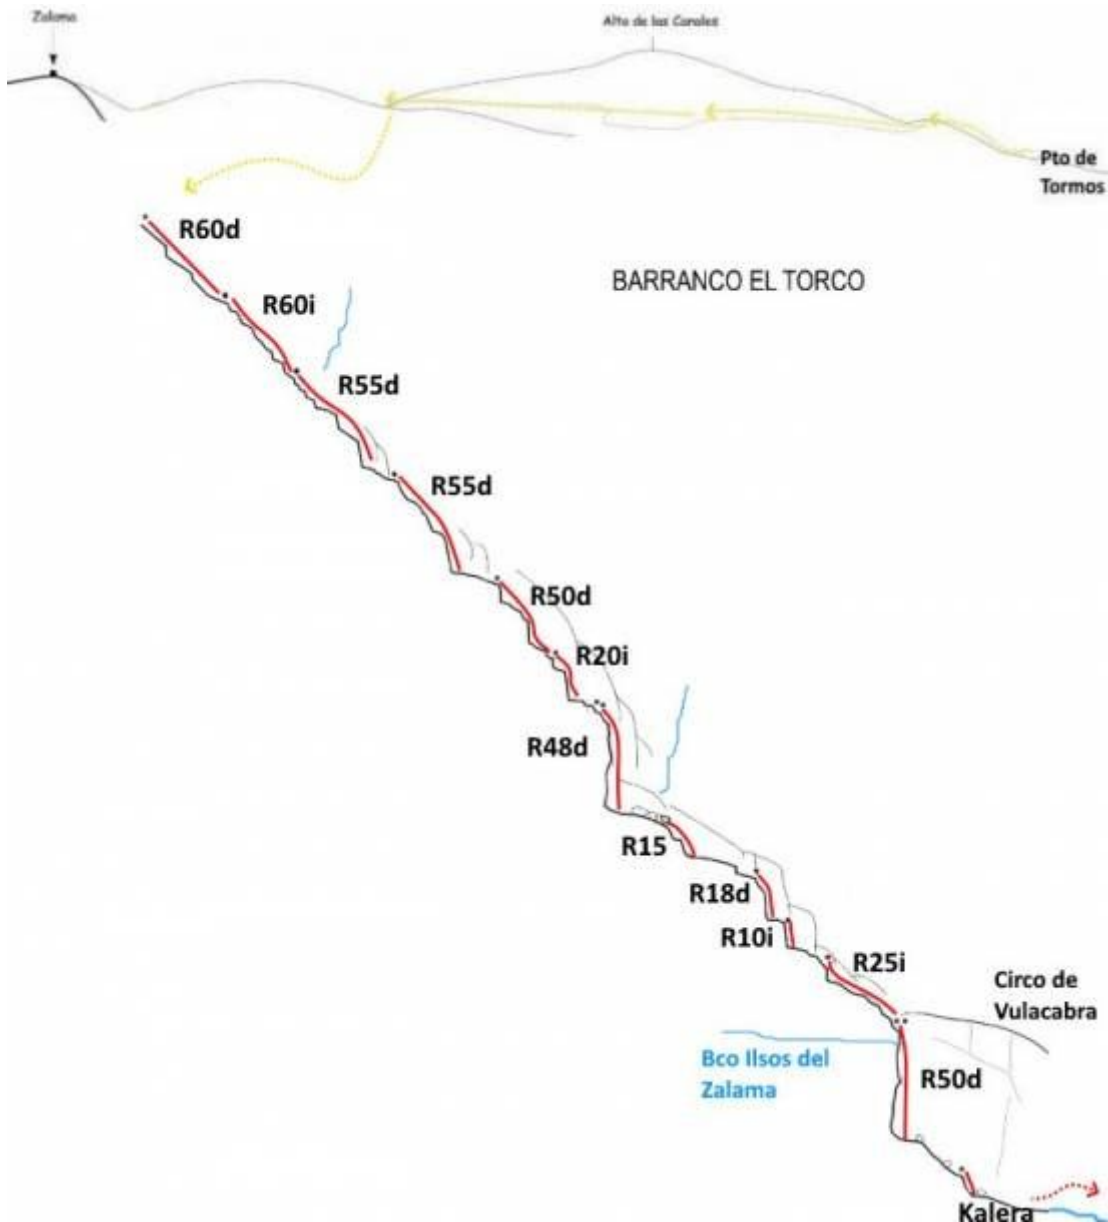 Zalama
Alto de las Canales
Pto de
Tormos
R60d
BARRANCO EL TORCO
R60i
R55d
R55d
R50d
R20i
R48d
R15
R18d
R10i
R25i
Circo de
Vulacabra
Bco Ilsos del
Zalama
R50d
Kalera